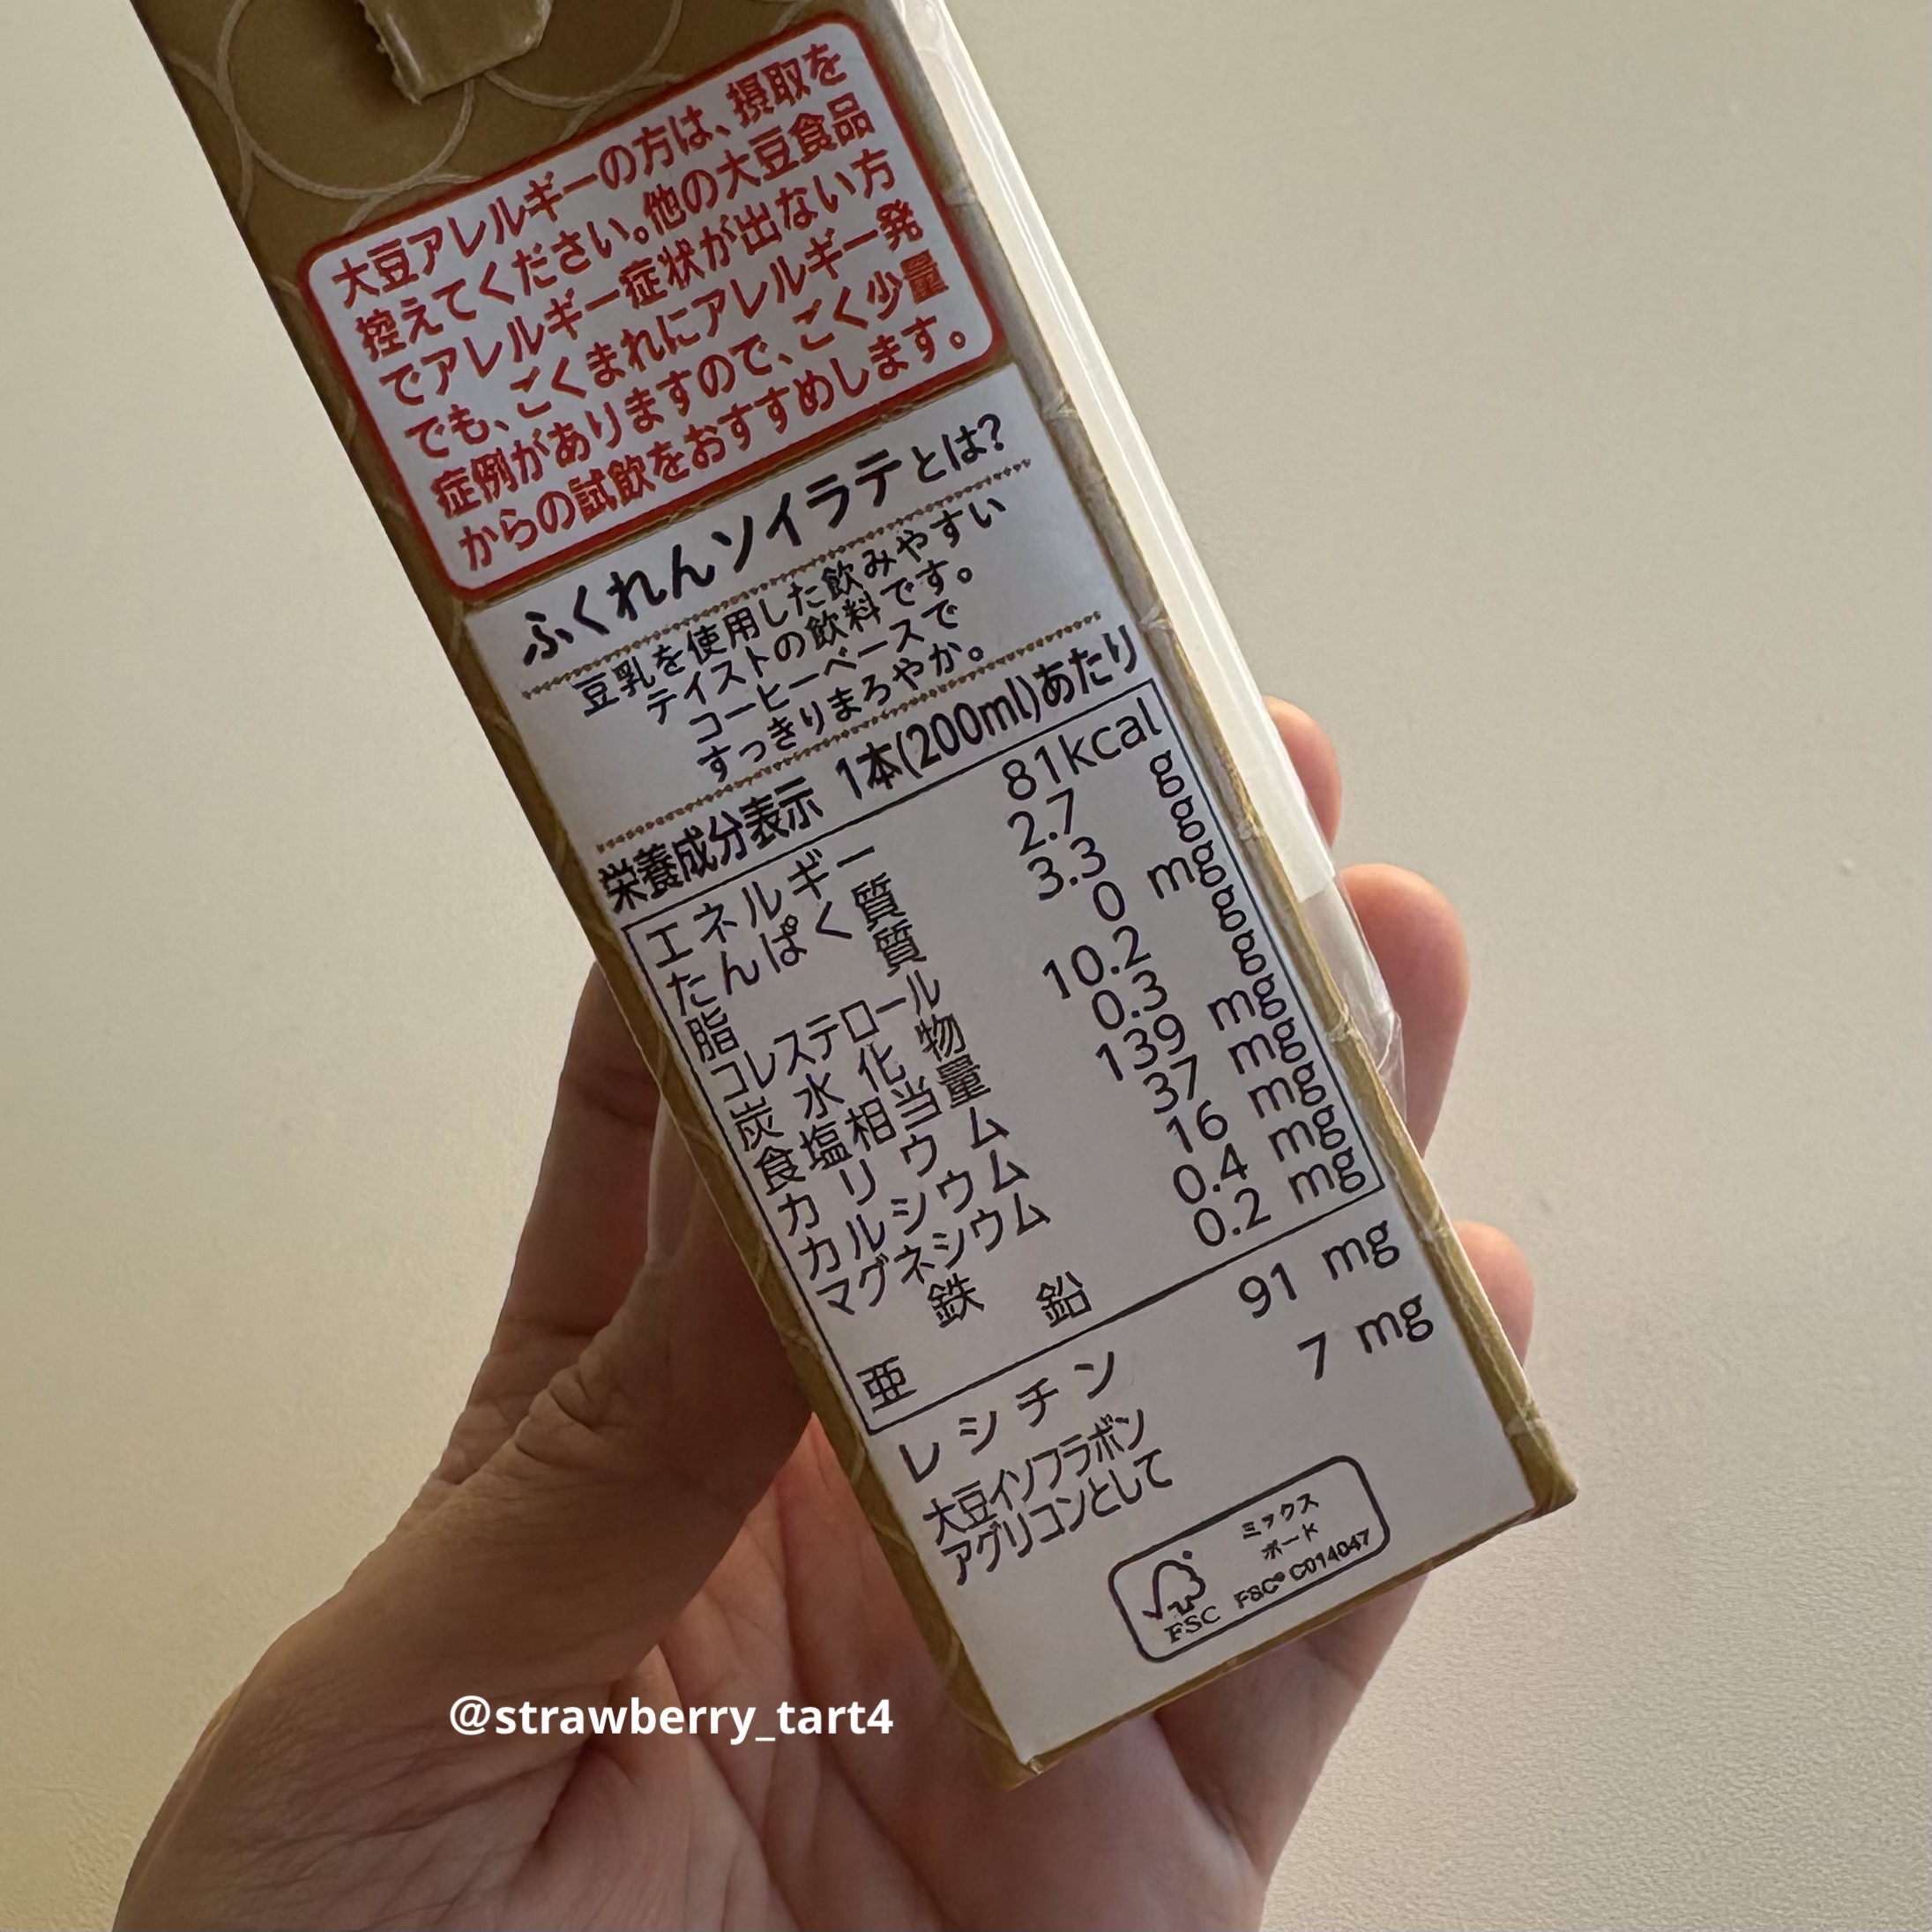 大豆アレルギーの方は、摂取を
控えてください。他の大豆食品
でアレルギー症状が出ない方
でも、ごくまれにアレルギー発
症例がありますので、ごく少量
からの試飲をおすすめします。
ふくれんソイラテとは?
豆乳を使用した飲みやすい
テイストの飲料です。
コーヒーベースで
すっきりまろやか。
栄養成分表示 1本(200ml)あたり
エネルギー 81kcal
たんぱく質 2.7 g
脂質 3.3 g
コレステロール 0 mg
炭水化物 10.2 g
食塩相当量 0.3 g
カリウム 139 mg
カルシウム 37 mg
マグネシウム 16 mg
鉄 0.4 mg
亜鉛 0.2 mg
レシチン 91 mg
大豆イソフラボン 7 mg
アグリコンとして
ミックス
ボード
FSC FSC® C014047
@strawberry_tart4